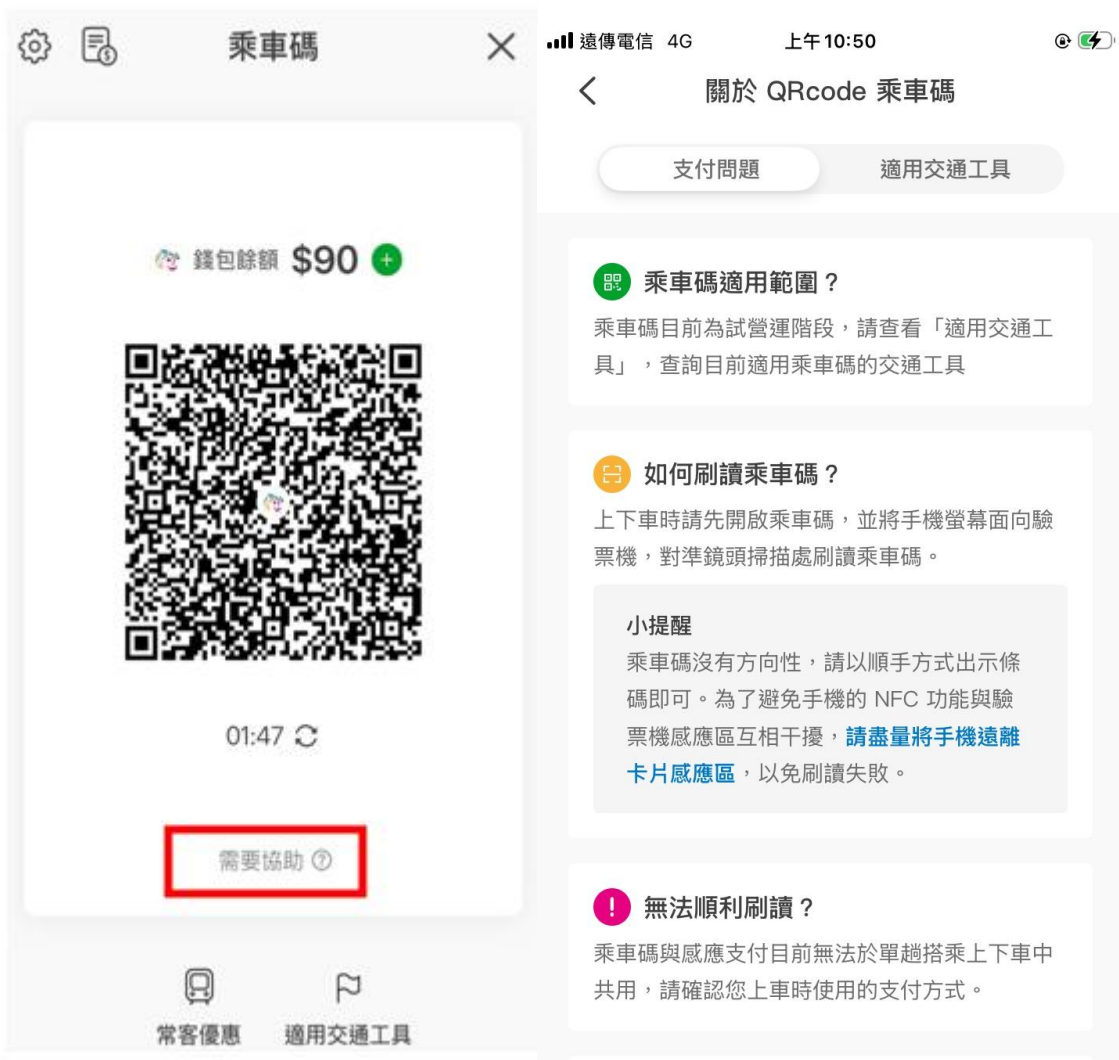 乘車碼
錢包餘額 $90
01:47
需要協助
常客優惠
適用交通工具
遠傳電信 4G 上午10:50
關於 QRcode 乘車碼
支付問題 適用交通工具
乘車碼適用範圍？
乘車碼目前為試營運階段，請查看「適用交通工
具」，查詢目前適用乘車碼的交通工具
如何刷讀乘車碼？
上下車時請先開啟乘車碼，並將手機螢幕面向驗
票機，對準鏡頭掃描處刷讀乘車碼。
小提醒
乘車碼沒有方向性，請以順手方式出示條
碼即可。為了避免手機的 NFC 功能與驗
票機感應區互相干擾，請盡量將手機遠離
卡片感應區，以免刷讀失敗。
無法順利刷讀？
乘車碼與感應支付目前無法於單趟搭乘上下車中
共用，請確認您上車時使用的支付方式。